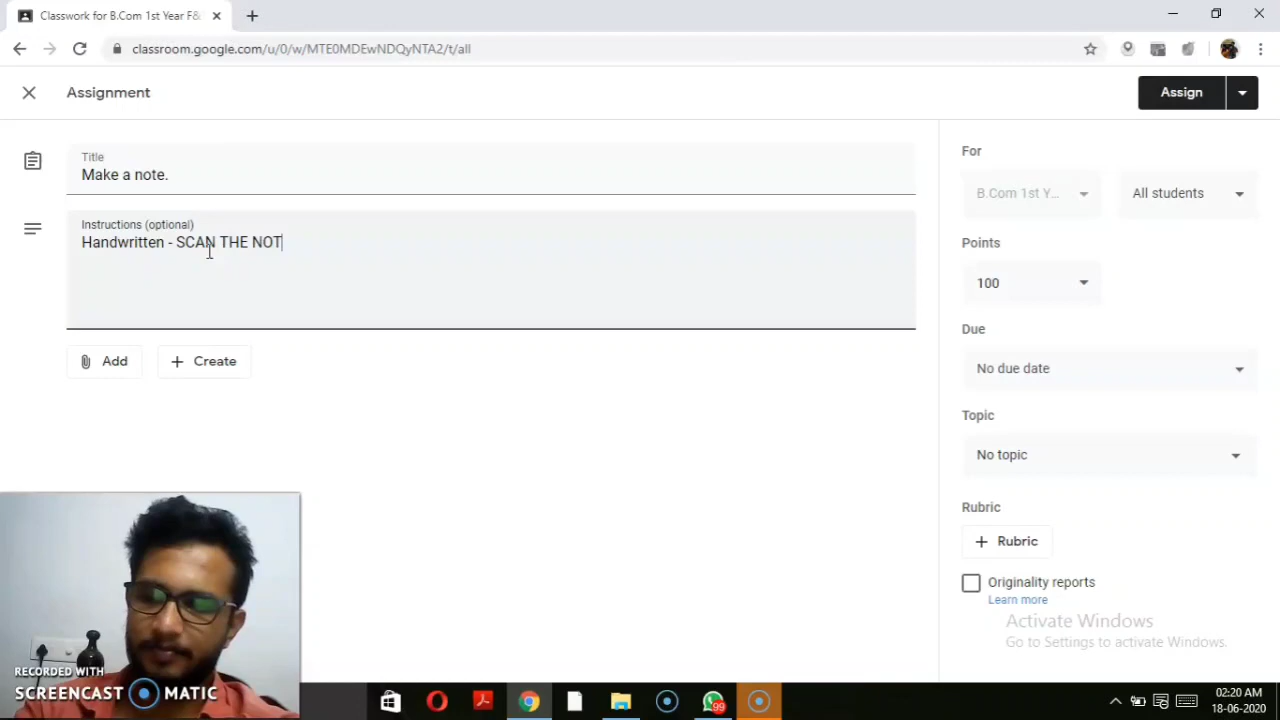 Classwork for B.Com 1st Year F&
classroom.google.com/u/0/w/MTE0MDEwNDQyNTA2/t/all
Assignment
Assign
Title
Make a note.
Instructions (optional)
Handwritten - SCAN THE NOT
Add
Create
For
B.Com 1st Y...
All students
Points
100
Due
No due date
Topic
No topic
Rubric
Rubric
Originality reports
Learn more
Activate Windows
Go to Settings to activate Windows.
RECORDED WITH
SCREENCAST MATIC
99
02:20 AM
18-06-2020